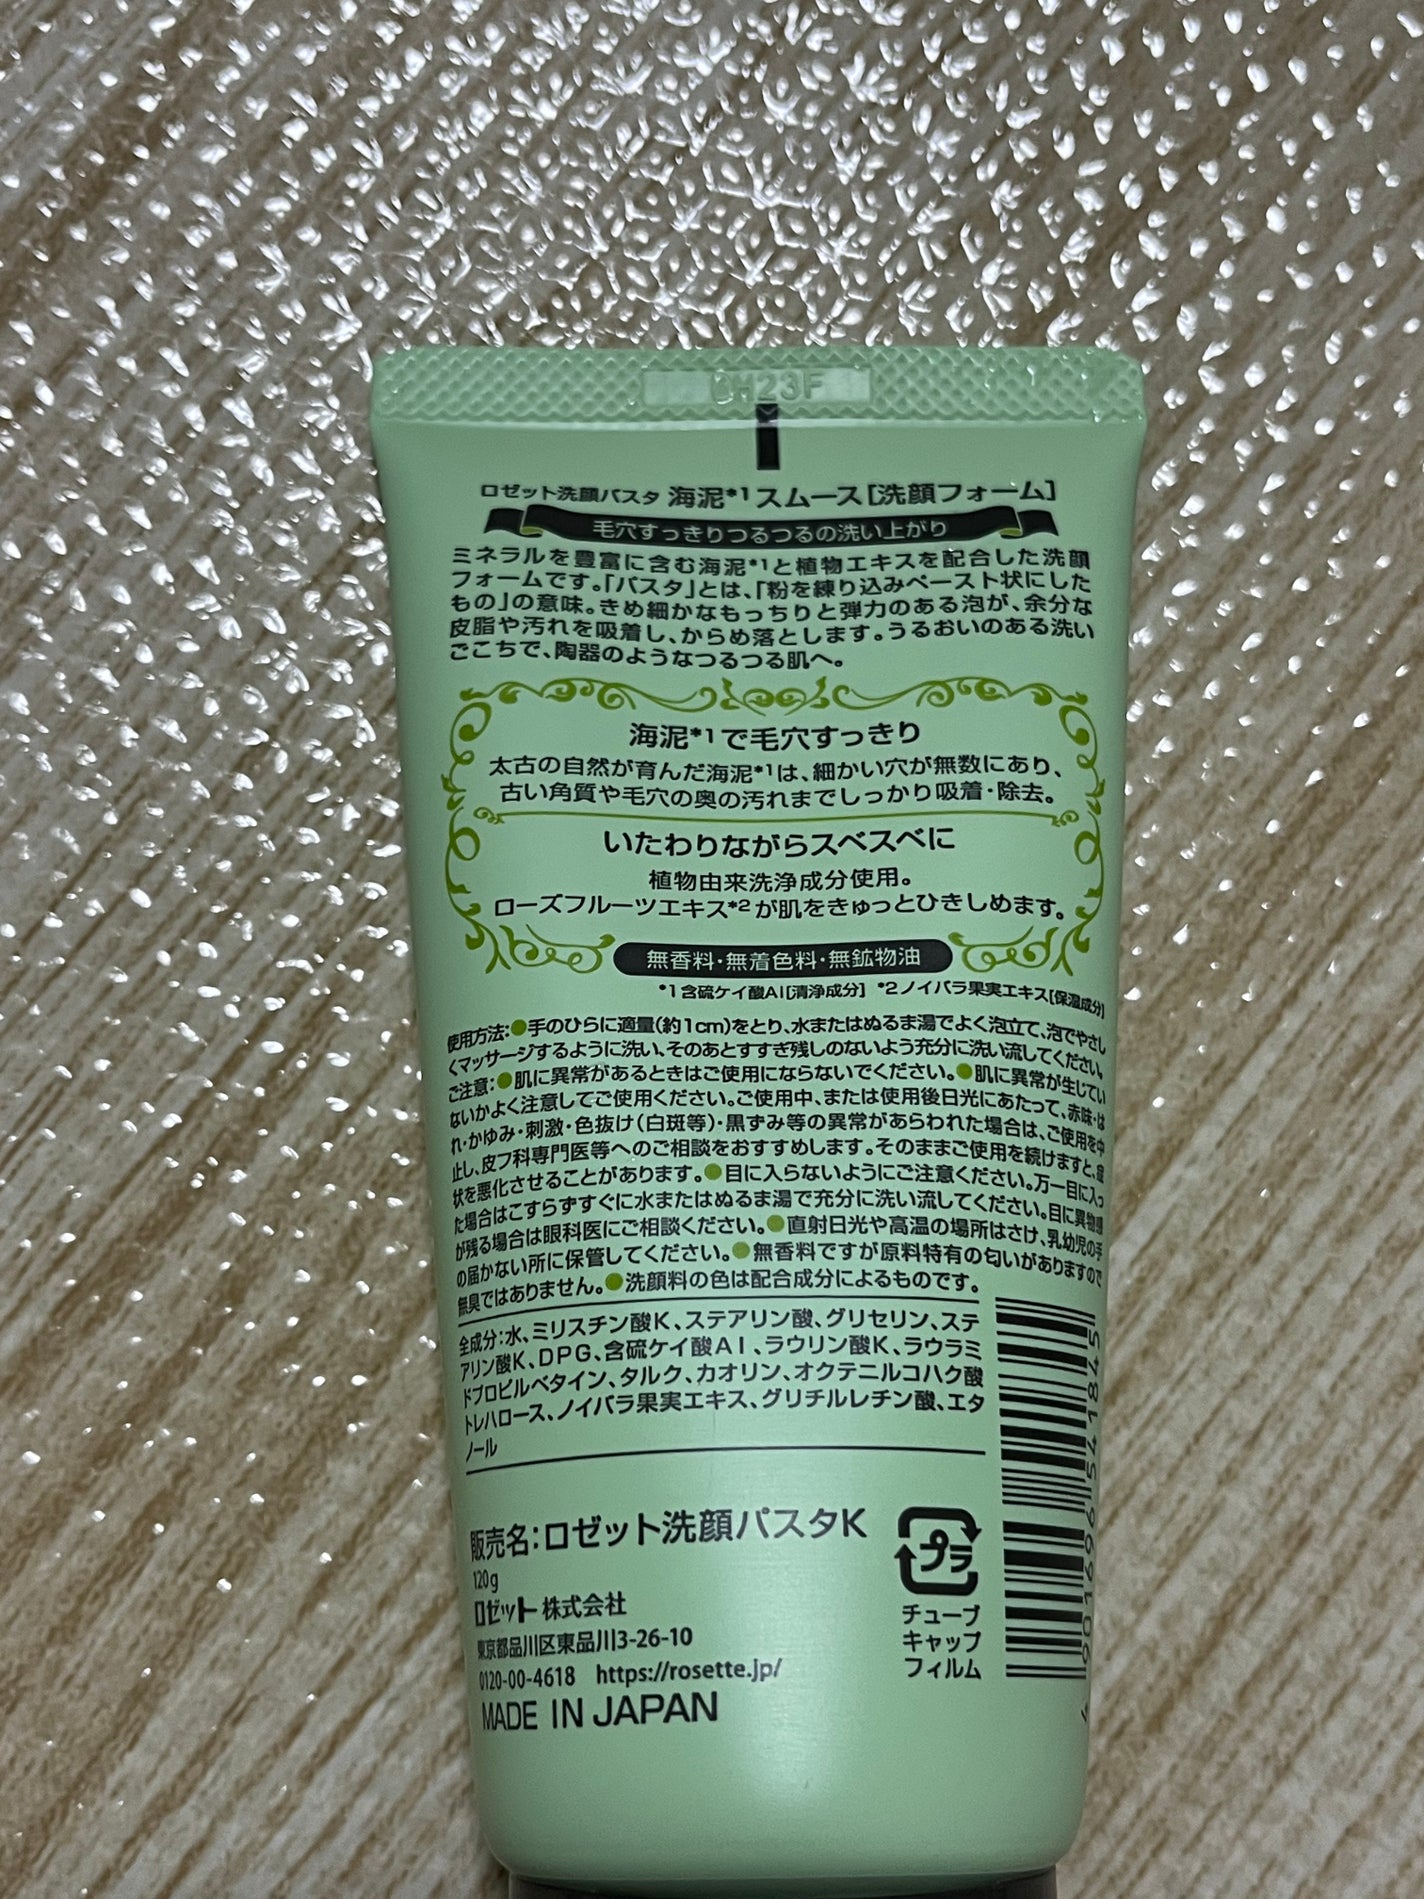 H23F
ロゼット洗顔パスタ 海泥*1スムース[洗顔フォーム]
毛穴すっきりつるつるの洗い上がり
ミネラルを豊富に含む海泥*1と植物エキスを配合した洗顔
フォームです。「パスタ」とは、「粉を練り込みペースト状にした
もの」の意味。きめ細かなもっちりと弾力のある泡が、余分な
皮脂や汚れを吸着し、からめ落とします。うるおいのある洗い
ごこちで、陶器のようなつるつる肌へ。
海泥*1で毛穴すっきり
太古の自然が育んだ海泥*1は、細かい穴が無数にあり、
古い角質や毛穴の奥の汚れまでしっかり吸着・除去。
いたわりながらスベスベに
植物由来洗浄成分使用。
ローズフルーツエキス*2が肌をきゅっとひきしめます。
無香料・無着色料・無鉱物油
*1含硫ケイ酸Al[清浄成分] *2ノイバラ果実エキス[保湿成分]
使用方法:●手のひらに適量(約1cm)をとり、水またはぬるま湯でよく泡立て、泡でやさし
くマッサージするように洗い、そのあとすすぎ残しのないよう充分に洗い流してください。
ご注意:●肌に異常があるときはご使用にならないでください。●肌に異常が生じてい
ないかよく注意してご使用ください。ご使用中、または使用後日光にあたって、赤味・は
れ・かゆみ・刺激・色抜け(白斑等)・黒ずみ等の異常があらわれた場合は、ご使用を中
止し、皮フ科専門医等へのご相談をおすすめします。そのままご使用を続けますと、症
状を悪化させることがあります。●目に入らないようにご注意ください。万一目に入っ
た場合はこすらずすぐに水またはぬるま湯で充分に洗い流してください。目に異物感
が残る場合は眼科医にご相談ください。●直射日光や高温の場所はさけ、乳幼児の手
の届かない所に保管してください。●無香料ですが原料特有の匂いがありますので
無臭ではありません。●洗顔料の色は配合成分によるものです。
全成分:水、ミリスチン酸K、ステアリン酸、グリセリン、ステ
アリン酸K、DPG、含硫ケイ酸Al、ラウリン酸K、ラウラミ
ドプロピルベタイン、タルク、カオリン、オクテニルコハク酸
トレハロース、ノイバラ果実エキス、グリチルレチン酸、エタ
ノール
販売名:ロゼット洗顔パスタK
120g
ロゼット株式会社
東京都品川区東品川3-26-10
0120-00-4618 https://rosette.jp/
MADE IN JAPAN
プラ
チューブ
キャップ
フィルム